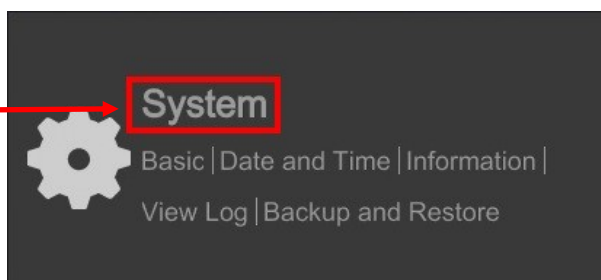 System
Basic | Date and Time | Information |
View Log | Backup and Restore